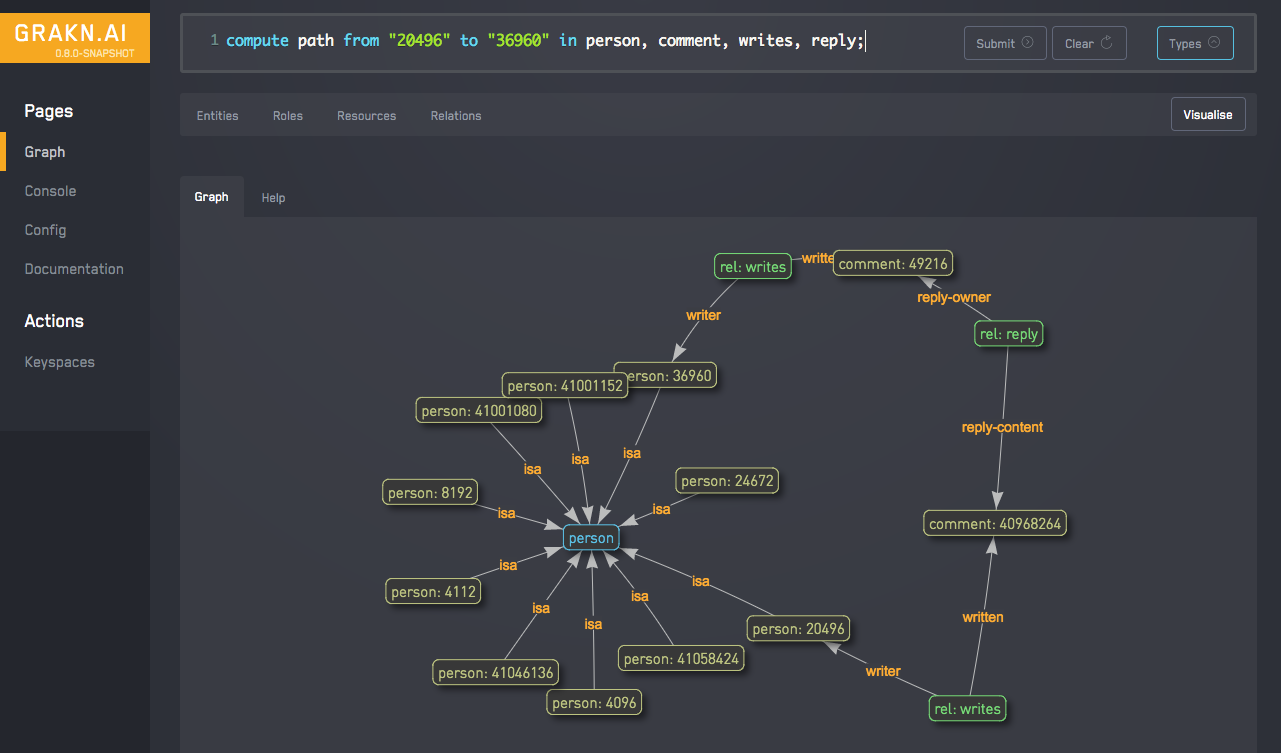 GRAKN.AI
0.8.0-SNAPSHOT
Pages
Graph
Console
Config
Documentation
Actions
Keyspaces
1 compute path from "20496" to "36960" in person, comment, writes, reply;
Submit
Clear
Types
Entities
Roles
Resources
Relations
Visualise
Graph
Help
rel: writes
writte
comment: 49216
reply-owner
writer
rel: reply
erson: 36960
person: 41001152
person: 41001080
reply-content
isa
isa
isa
person: 24672
person: 8192
isa
isa
comment: 40968264
person
isa
isa
person: 4112
isa
isa
isa
written
person: 20496
person: 41058424
writer
person: 41046136
person: 4096
rel: writes